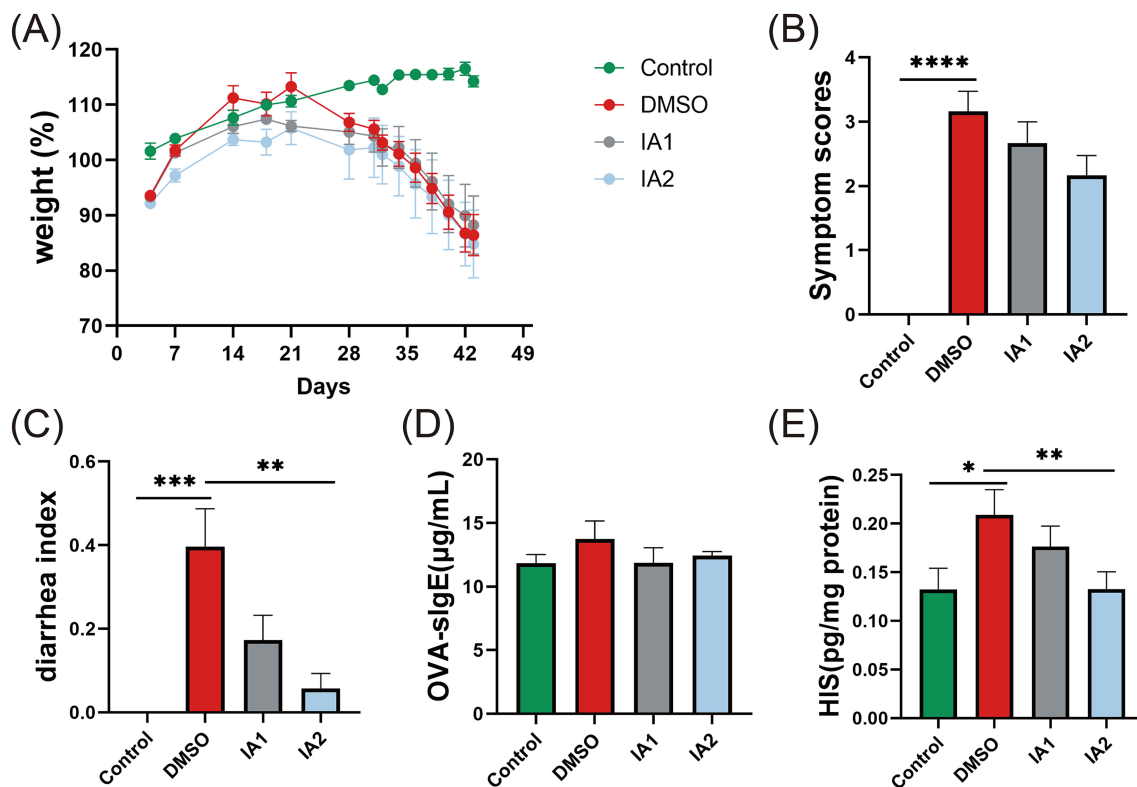 (A)
120
110
100
90
80
70
weight (%)
0 7 14 21 28 35 42 49
Days
Control
DMSO
IA1
IA2
(B)
4
3
2
1
0
Symptom scores
****
Control DMSO IA1 IA2
(C)
0.6
0.4
0.2
0.0
diarrhea index
*** **
Control DMSO IA1 IA2
(D)
20
15
10
5
0
OVA-sIgE(μg/mL)
Control DMSO IA1 IA2
(E)
0.25
0.20
0.15
0.10
0.05
0.00
HIS(pg/mg protein)
* **
Control DMSO IA1 IA2